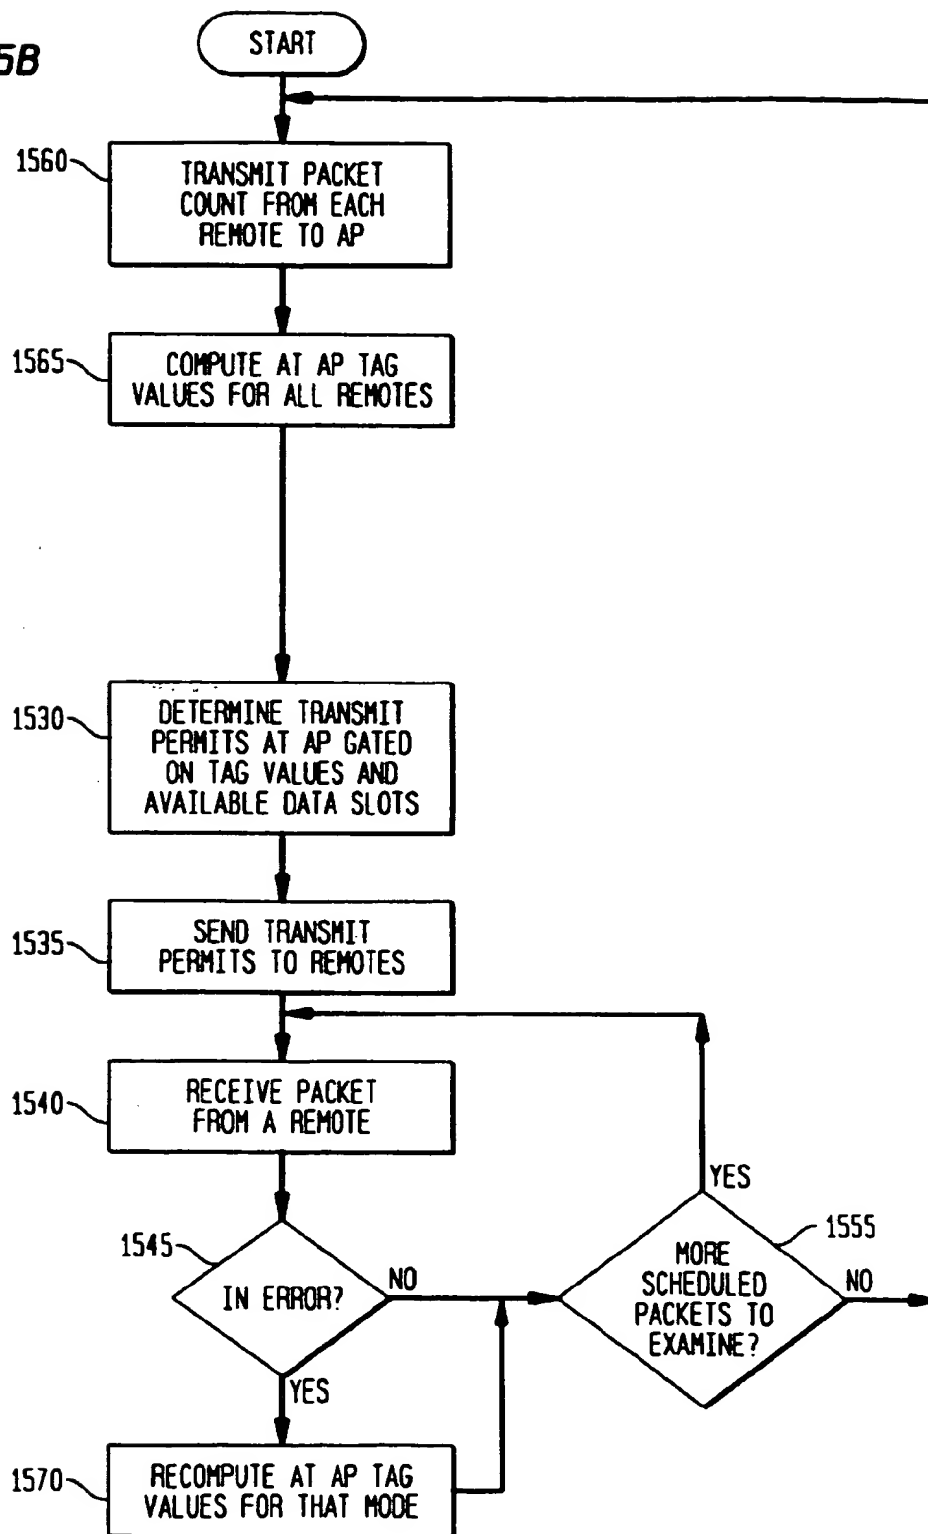 5B
START
1560
TRANSMIT PACKET
COUNT FROM EACH
REMOTE TO AP
1565
COMPUTE AT AP TAG
VALUES FOR ALL REMOTES
1530
DETERMINE TRANSMIT
PERMITS AT AP GATED
ON TAG VALUES AND
AVAILABLE DATA SLOTS
1535
SEND TRANSMIT
PERMITS TO REMOTES
1540
RECEIVE PACKET
FROM A REMOTE
1545
IN ERROR?
NO
YES
1555
MORE
SCHEDULED
PACKETS TO
EXAMINE?
YES
NO
1570
RECOMPUTE AT AP TAG
VALUES FOR THAT MODE